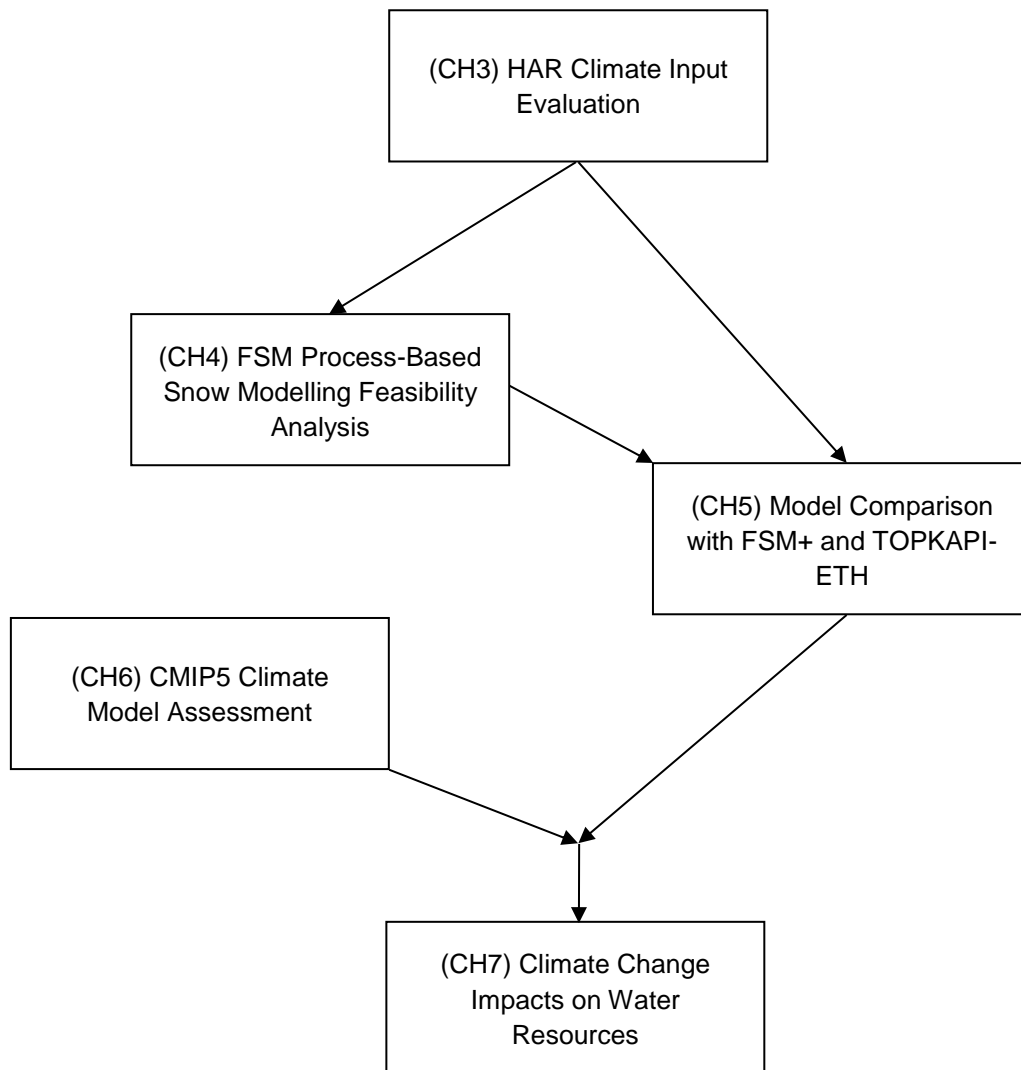 (CH3) HAR Climate Input
Evaluation
(CH4) FSM Process-Based
Snow Modelling Feasibility
Analysis
(CH5) Model Comparison
with FSM+ and TOPKAPI-
ETH
(CH6) CMIP5 Climate
Model Assessment
(CH7) Climate Change
Impacts on Water
Resources